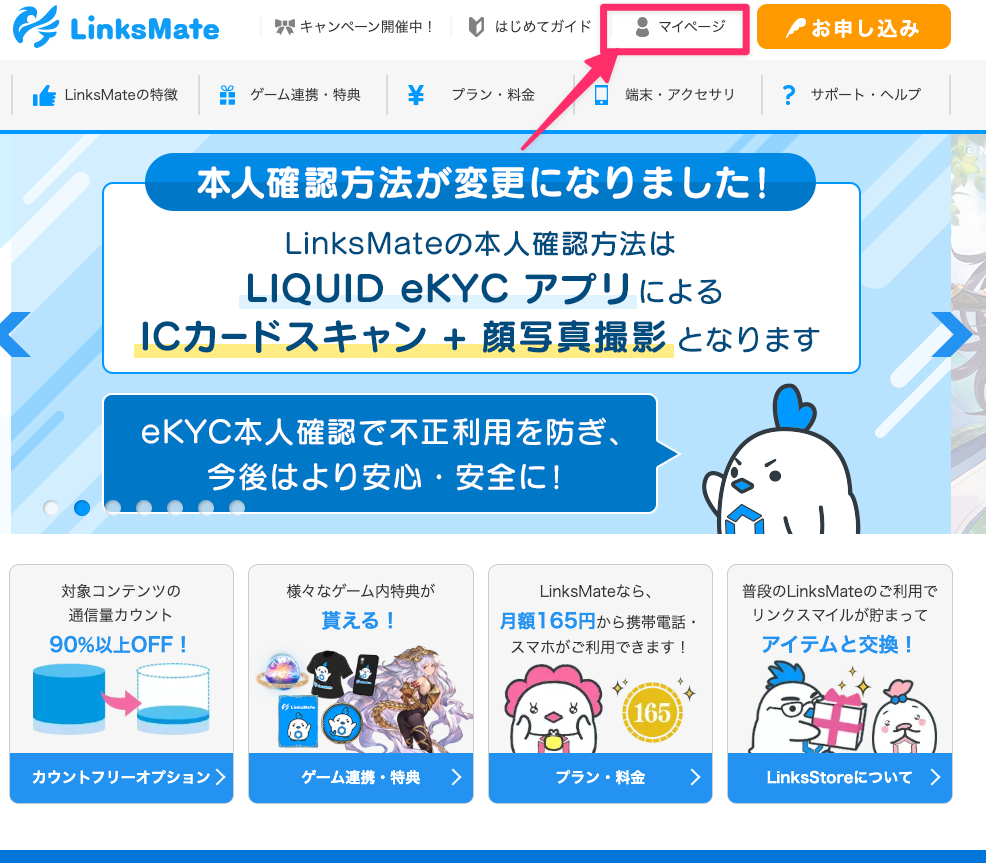 LinksMate
キャンペーン開催中！
はじめてガイド
マイページ
お申し込み
LinksMateの特徴
ゲーム連携・特典
¥ プラン・料金
端末・アクセサリ
? サポート・ヘルプ
本人確認方法が変更になりました！
LinksMateの本人確認方法は
LIQUID eKYC アプリによる
ICカードスキャン + 顔写真撮影 となります
eKYC本人確認で不正利用を防ぎ、
今後はより安心・安全に！
対象コンテンツの
通信量カウント
90%以上OFF！
カウントフリーオプション
様々なゲーム内特典が
貰える！
LinksMate
ゲーム連携・特典
LinksMateなら、
月額165円から携帯電話・
スマホがご利用できます！
165
プラン・料金
普段のLinksMateのご利用で
リンクスマイルが貯まって
アイテムと交換！
LinksStoreについて